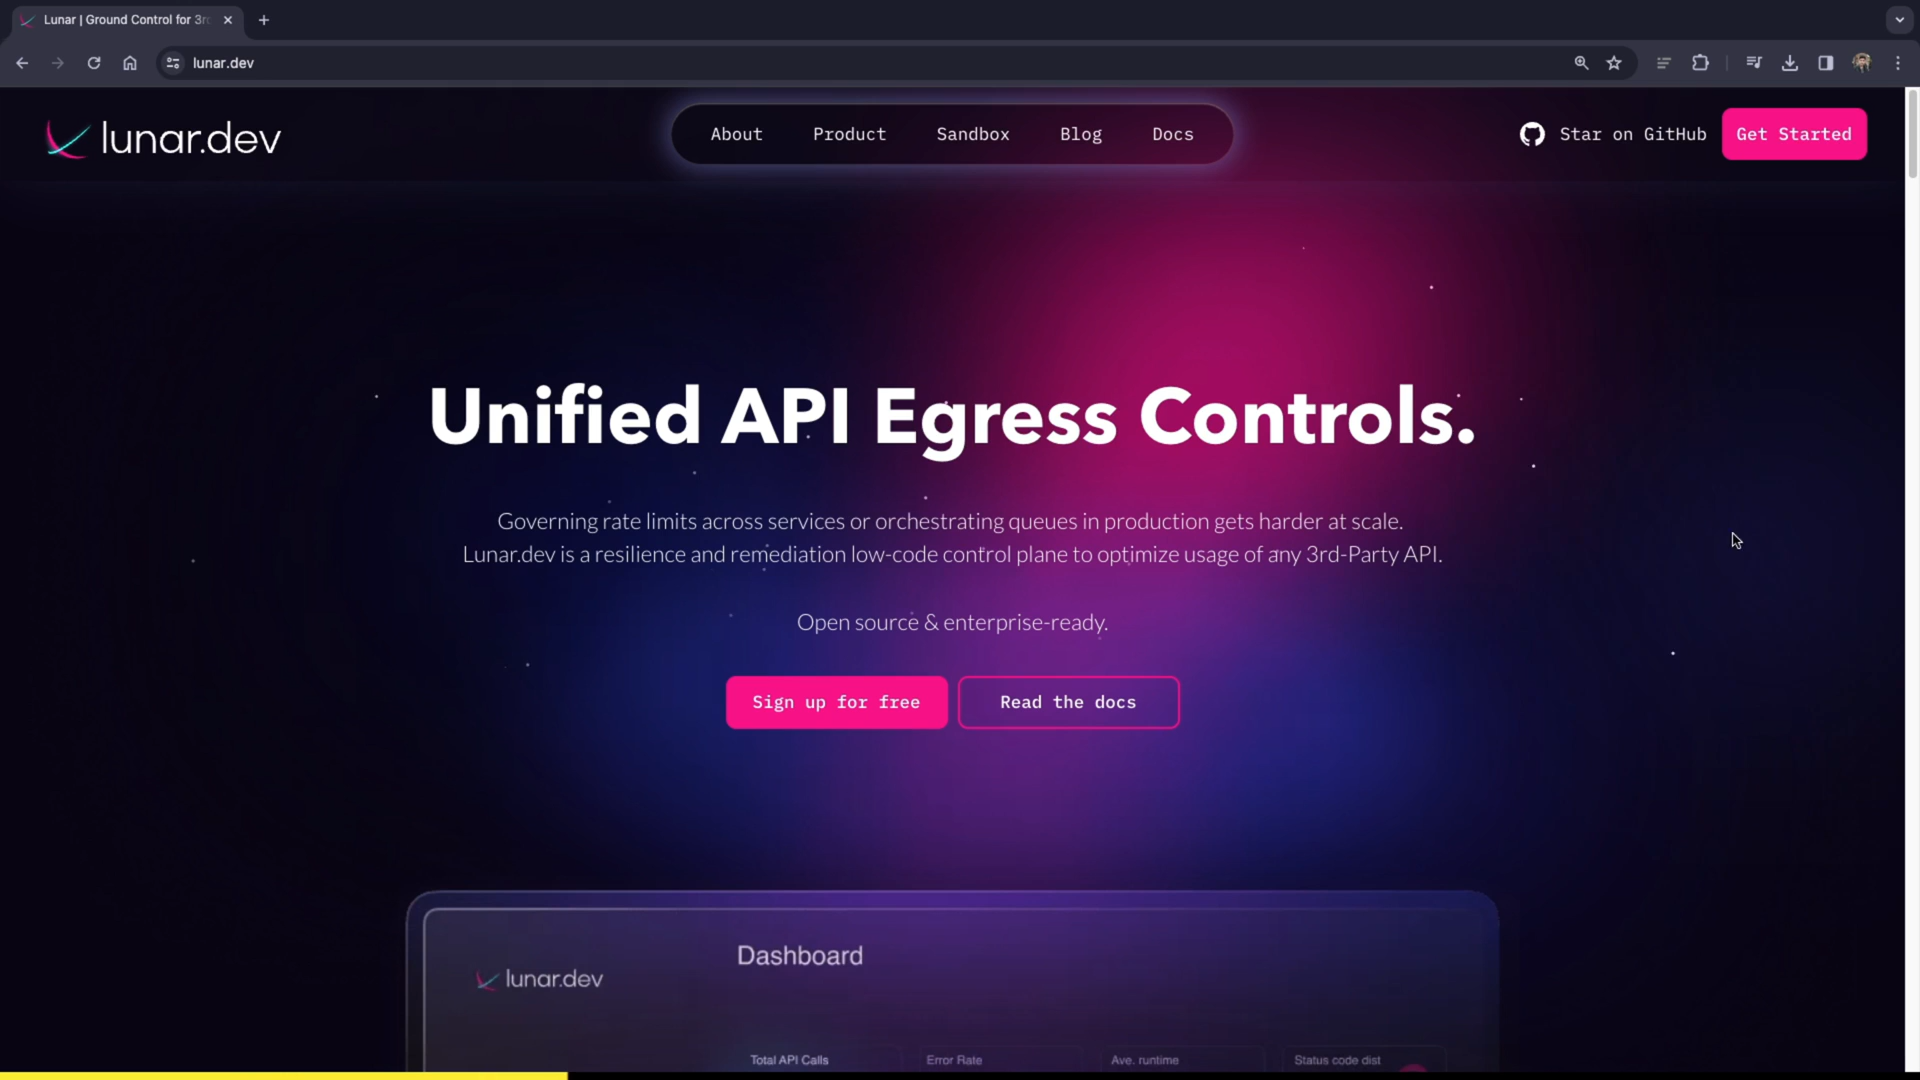 Lunar | Ground Control for 3r
lunar.dev
lunar.dev
About
Product
Sandbox
Blog
Docs
Star on GitHub
Get Started
Unified API Egress Controls.
Governing rate limits across services or orchestrating queues in production gets harder at scale.
Lunar.dev is a resilience and remediation low-code control plane to optimize usage of any 3rd-Party API.
Open source & enterprise-ready.
Sign up for free
Read the docs
Dashboard
lunar.dev
Total API Calls
Error Rate
Ave. runtime
Status code dist